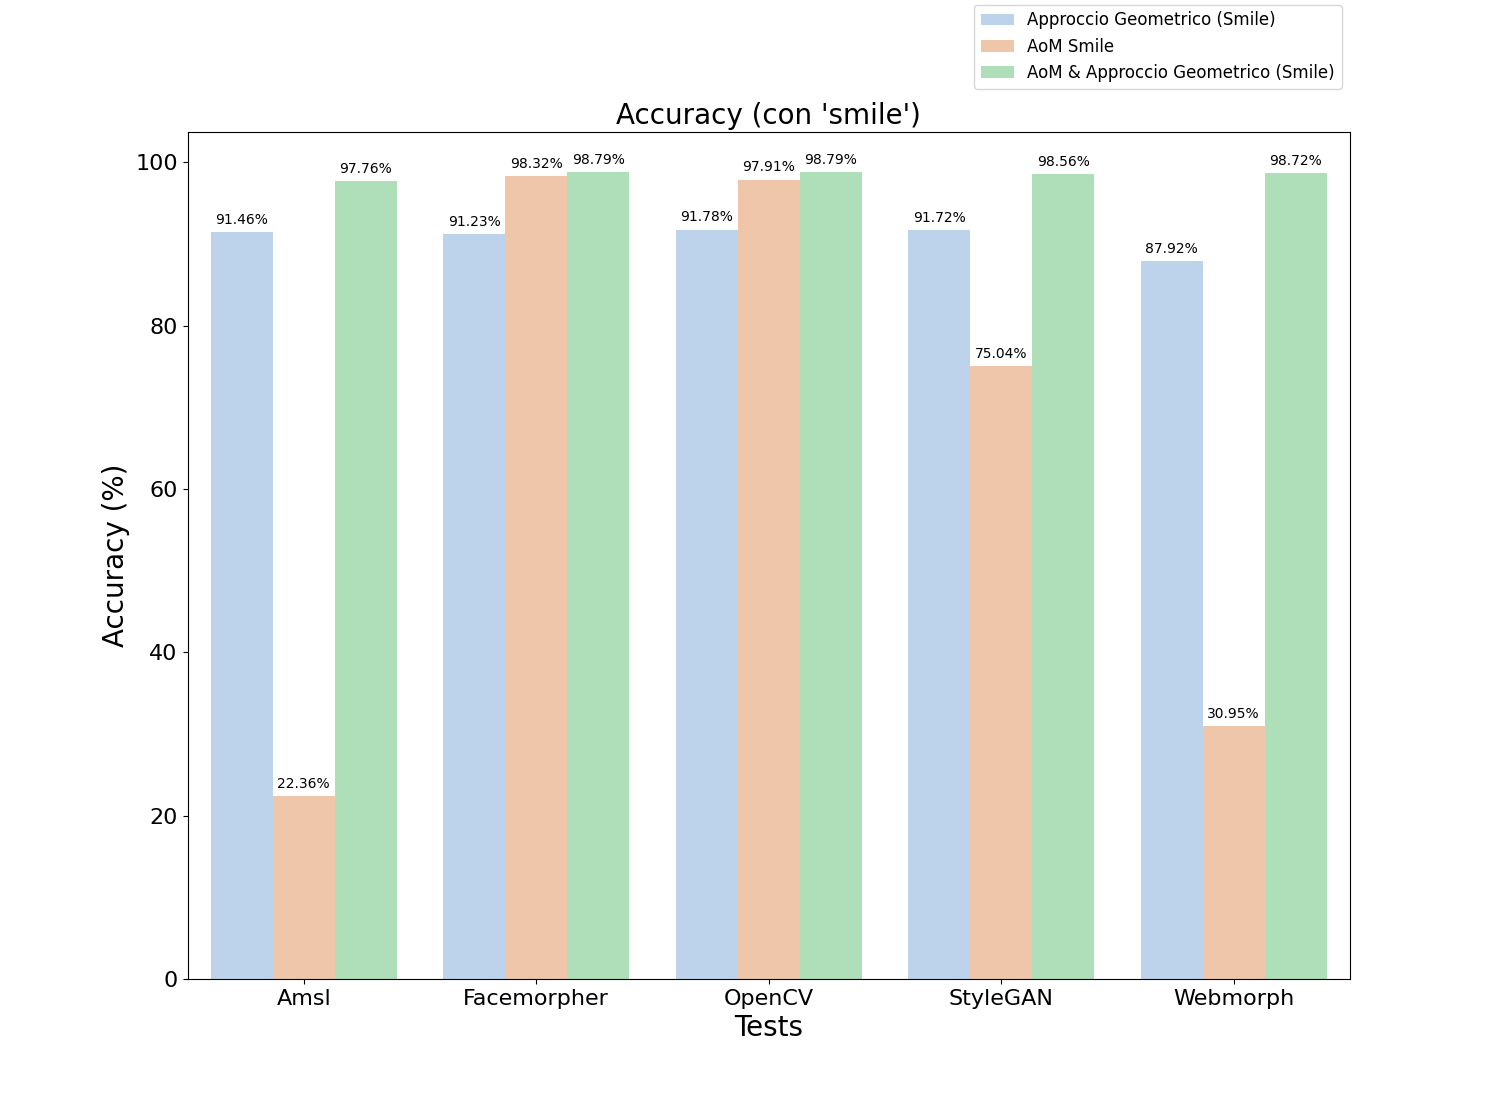 Approccio Geometrico (Smile)
AoM Smile
AoM & Approccio Geometrico (Smile)
Accuracy (con 'smile')
100
80
60
40
20
0
Accuracy (%)
91.46%
22.36%
97.76%
91.23%
98.32%
98.79%
91.78%
97.91%
98.79%
91.72%
75.04%
98.56%
87.92%
30.95%
98.72%
Amsl
Facemorpher
OpenCV
StyleGAN
Webmorph
Tests